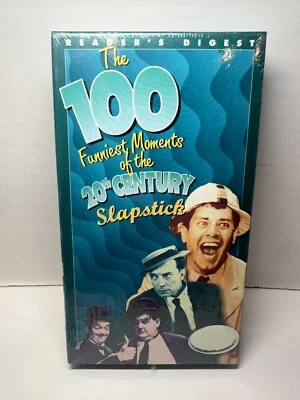 READER'S DIGEST
The
100
Funniest Moments
of the
20th CENTURY
Slapstick